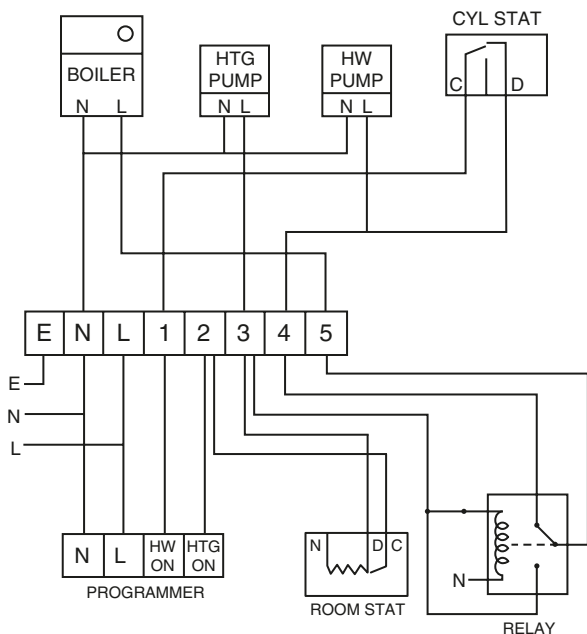 CYL STAT
BOILER
N L
HTG
PUMP
N L
HW
PUMP
N L
C D
E N L 1 2 3 4 5
E
N
L
N L HW
ON HTG
ON
PROGRAMMER
N D C
ROOM STAT
N
RELAY